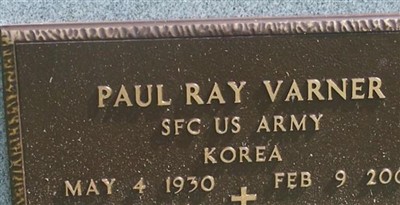 PAUL RAY VARNER
SFC US ARMY
KOREA
MAY 4 1930 FEB 9